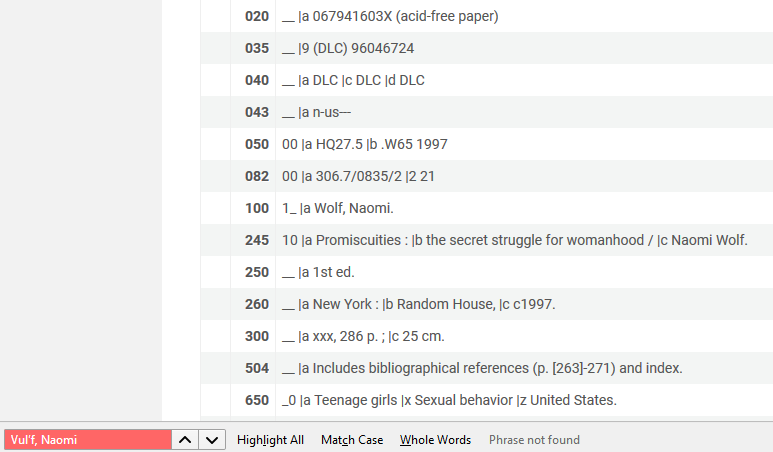 020 __ |a 067941603X (acid-free paper)
035 __ |9 (DLC) 96046724
040 __ |a DLC |c DLC |d DLC
043 __ |a n-us---
050 00 |a HQ27.5 |b .W65 1997
082 00 |a 306.7/0835/2 |2 21
100 1_ |a Wolf, Naomi.
245 10 |a Promiscuities : |b the secret struggle for womanhood / |c Naomi Wolf.
250 __ |a 1st ed.
260 __ |a New York : |b Random House, |c c1997.
300 __ |a xxx, 286 p. ; |c 25 cm.
504 __ |a Includes bibliographical references (p. [263]-271) and index.
650 _0 |a Teenage girls |x Sexual behavior |z United States.
Vulʹf, Naomi Highlight All Match Case Whole Words Phrase not found